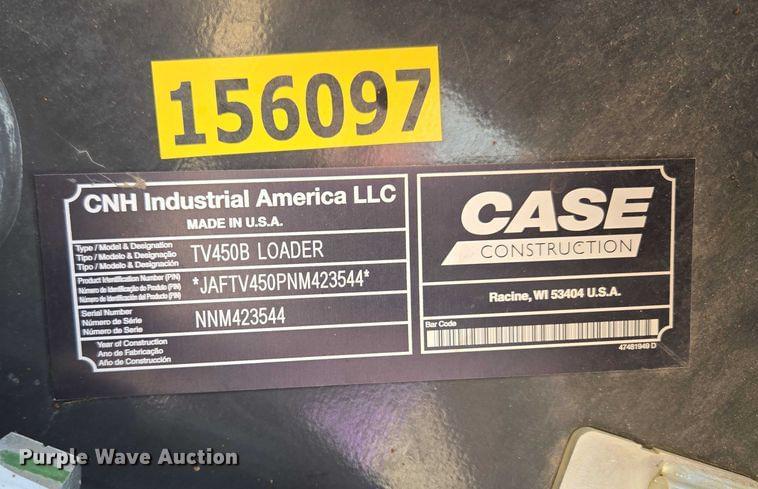 156097
CNH Industrial America LLC
MADE IN U.S.A.
Type / Model & Designation
Tipo / Modelo & Designação
Tipo / Modelo & Designación
TV450B LOADER
Product Identification Number (PIN)
Número de Identificação do Produto (PIN)
Número de Identificación del Producto (PIN)
*JAFTV450PNM423544*
Serial Number
Número de Série
Número de Serie
NNM423544
Year of Construction
Ano de Fabricação
Año de Construcción
CASE
CONSTRUCTION
Racine, WI 53404 U.S.A.
Bar Code
47481949 D
Purple Wave Auction